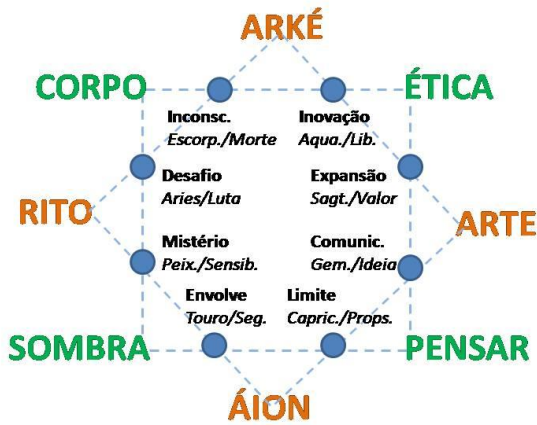 ARKÉ
CORPO
ÉTICA
Inconsc.
Escorp./Morte
Inovação
Aqua./Lib.
Desafio
Aries/Luta
Expansão
Sagt./Valor
RITO
ARTE
Mistério
Peix./Sensib.
Comunic.
Gem./Ideia
Envolve
Touro/Seg.
Limite
Capric./Props.
SOMBRA
PENSAR
ÁION